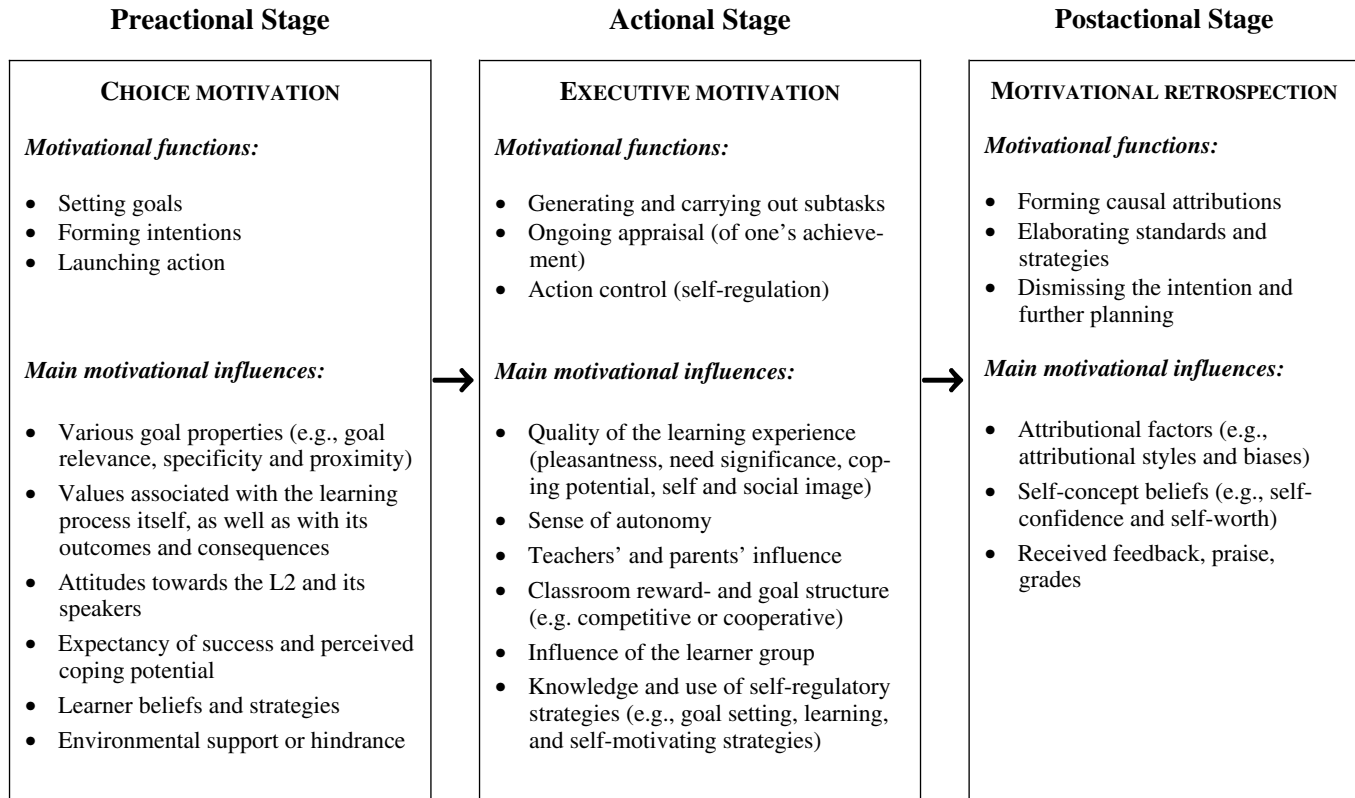 Preactional Stage
CHOICE MOTIVATION
Motivational functions:
• Setting goals
• Forming intentions
• Launching action
Main motivational influences:
• Various goal properties (e.g., goal
relevance, specificity and proximity)
• Values associated with the learning
process itself, as well as with its
outcomes and consequences
• Attitudes towards the L2 and its
speakers
• Expectancy of success and perceived
coping potential
• Learner beliefs and strategies
• Environmental support or hindrance
Actional Stage
EXECUTIVE MOTIVATION
Motivational functions:
• Generating and carrying out subtasks
• Ongoing appraisal (of one's achieve-
ment)
• Action control (self-regulation)
Main motivational influences:
• Quality of the learning experience
(pleasantness, need significance, cop-
ing potential, self and social image)
• Sense of autonomy
• Teachers' and parents' influence
• Classroom reward- and goal structure
(e.g. competitive or cooperative)
• Influence of the learner group
• Knowledge and use of self-regulatory
strategies (e.g., goal setting, learning,
and self-motivating strategies)
Postactional Stage
MOTIVATIONAL RETROSPECTION
Motivational functions:
• Forming causal attributions
• Elaborating standards and
strategies
• Dismissing the intention and
further planning
Main motivational influences:
• Attributional factors (e.g.,
attributional styles and biases)
• Self-concept beliefs (e.g., self-
confidence and self-worth)
• Received feedback, praise,
grades